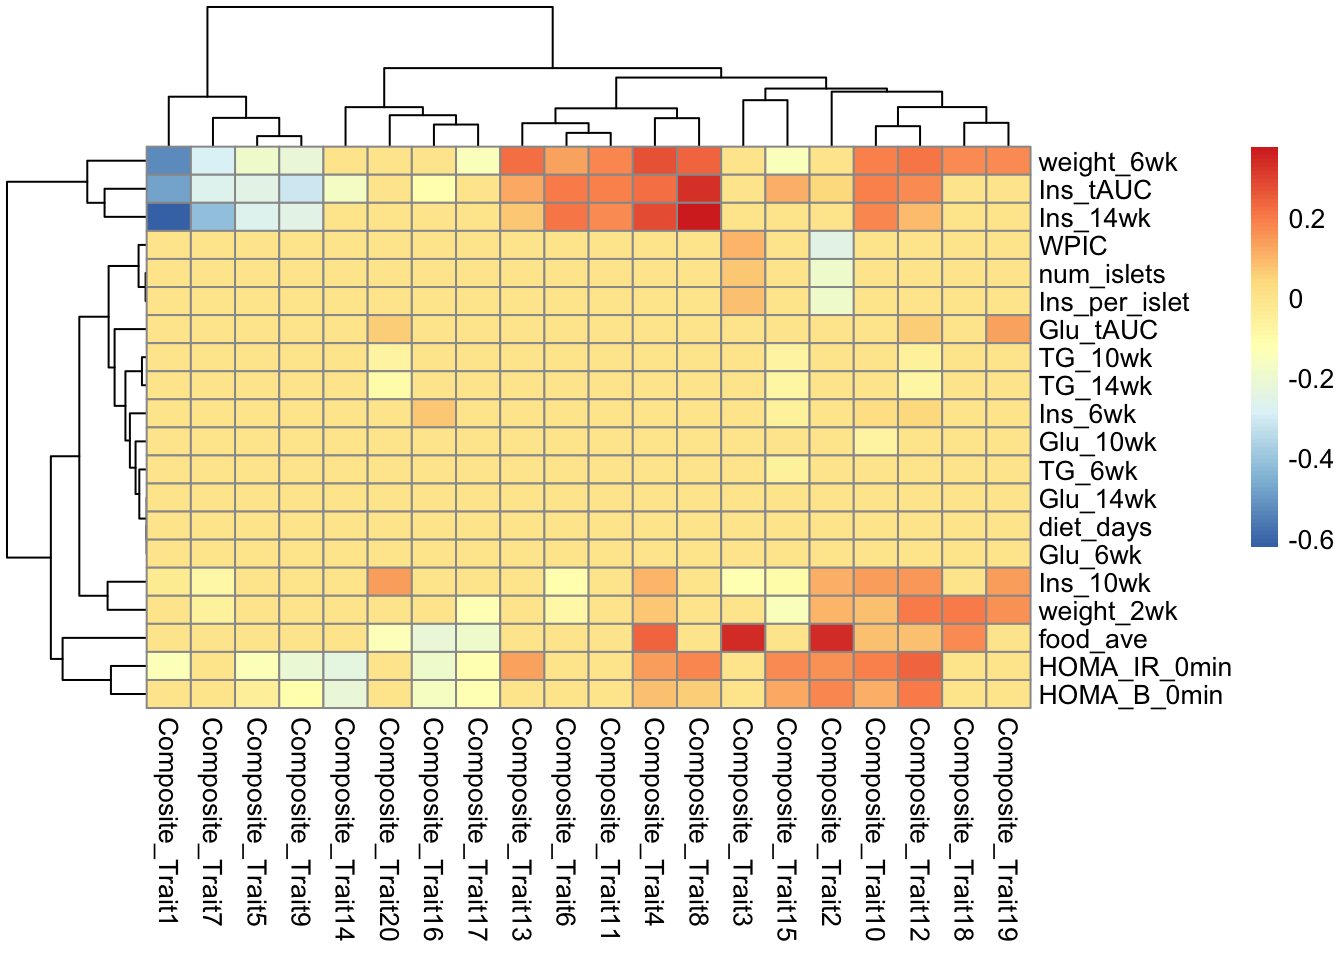 weight_6wk
Ins_tAUC
Ins_14wk
WPIC
num_islets
Ins_per_islet
Glu_tAUC
TG_10wk
TG_14wk
Ins_6wk
Glu_10wk
TG_6wk
Glu_14wk
diet_days
Glu_6wk
Ins_10wk
weight_2wk
food_ave
HOMA_IR_0min
HOMA_B_0min
0.2
0
-0.2
-0.4
-0.6
Composite_Trait1
Composite_Trait7
Composite_Trait5
Composite_Trait9
Composite_Trait14
Composite_Trait20
Composite_Trait16
Composite_Trait17
Composite_Trait13
Composite_Trait6
Composite_Trait11
Composite_Trait4
Composite_Trait8
Composite_Trait3
Composite_Trait15
Composite_Trait2
Composite_Trait10
Composite_Trait12
Composite_Trait18
Composite_Trait19